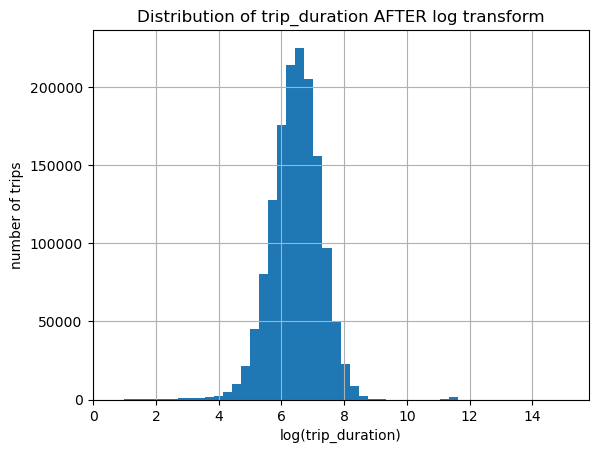 Distribution of trip_duration AFTER log transform
number of trips
200000
150000
100000
50000
0
0 2 4 6 8 10 12 14
log(trip_duration)